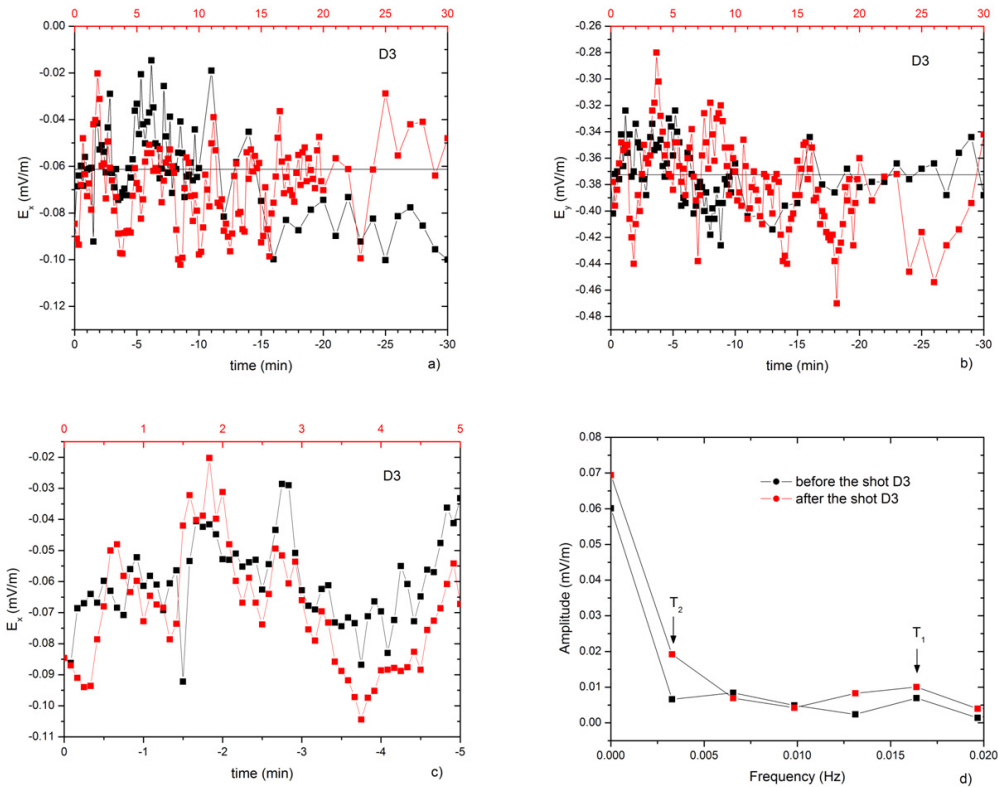 0 5 10 15 20 25 30
0.00
-0.02
-0.04
-0.06
-0.08
-0.10
-0.12
Ex (mV/m)
D3
0 -5 -10 -15 -20 -25 -30
time (min)
a)
0 5 10 15 20 25 30
-0.26
-0.28
-0.30
-0.32
-0.34
-0.36
-0.38
-0.40
-0.42
-0.44
-0.46
-0.48
Ey (mV/m)
D3
0 -5 -10 -15 -20 -25 -30
time (min)
b)
0 1 2 3 4 5
-0.02
-0.03
-0.04
-0.05
-0.06
-0.07
-0.08
-0.09
-0.10
-0.11
Ex (mV/m)
D3
0 -1 -2 -3 -4 -5
time (min)
c)
0.08
0.07
0.06
0.05
0.04
0.03
0.02
0.01
0.00
Amplitude (mV/m)
before the shot D3
after the shot D3
T2
T1
0.000 0.005 0.010 0.015 0.020
Frequency (Hz)
d)